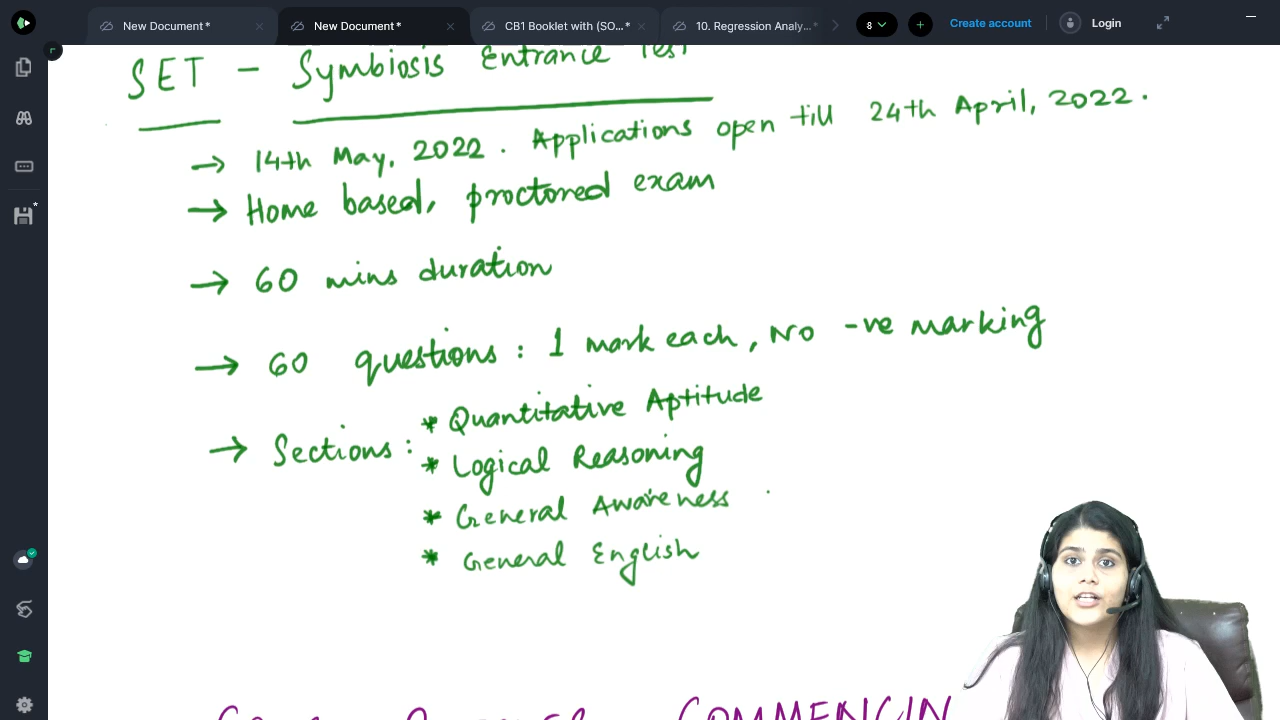 New Document* New Document* CB1 Booklet with (SO...* 10. Regression Analy...* 8 Create account Login
SET - Symbiosis Entrance Test
→ 14th May, 2022. Applications open till 24th April, 2022.
→ Home based, proctored exam
→ 60 mins duration
→ 60 questions : 1 mark each, No -ve marking
→ Sections :
* Quantitative Aptitude
* Logical Reasoning
* General Awareness
* General English
COMMENCIN